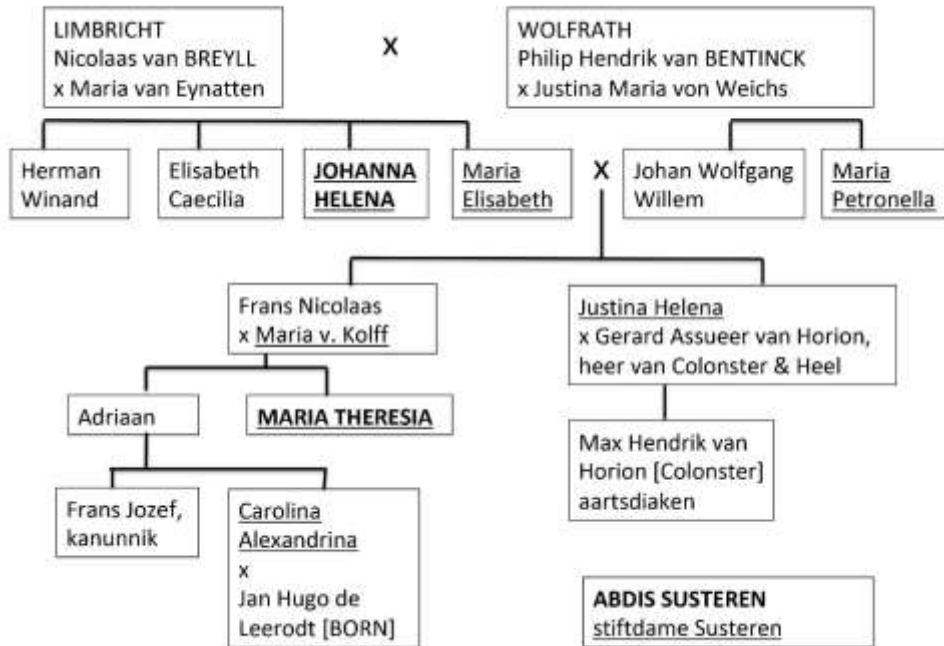 LIMBRICHT
Nicolaas van BREYLL
x Maria van Eynatten
X
WOLFRATH
Philip Hendrik van BENTINCK
x Justina Maria von Weichs
Herman
Winand
Elisabeth
Caecilia
JOHANNA
HELENA
Maria
Elisabeth
X
Johan Wolfgang
Willem
Maria
Petronella
Frans Nicolaas
x Maria v. Kolff
Justina Helena
x Gerard Assueer van Horion,
heer van Colonster & Heel
Adriaan
MARIA THERESIA
Max Hendrik van
Horion [Colonster]
aartsdiaken
Frans Jozef,
kanunnik
Carolina
Alexandrina
x
Jan Hugo de
Leerodt [BORN]
ABDIS SUSTEREN
stiftdame Susteren